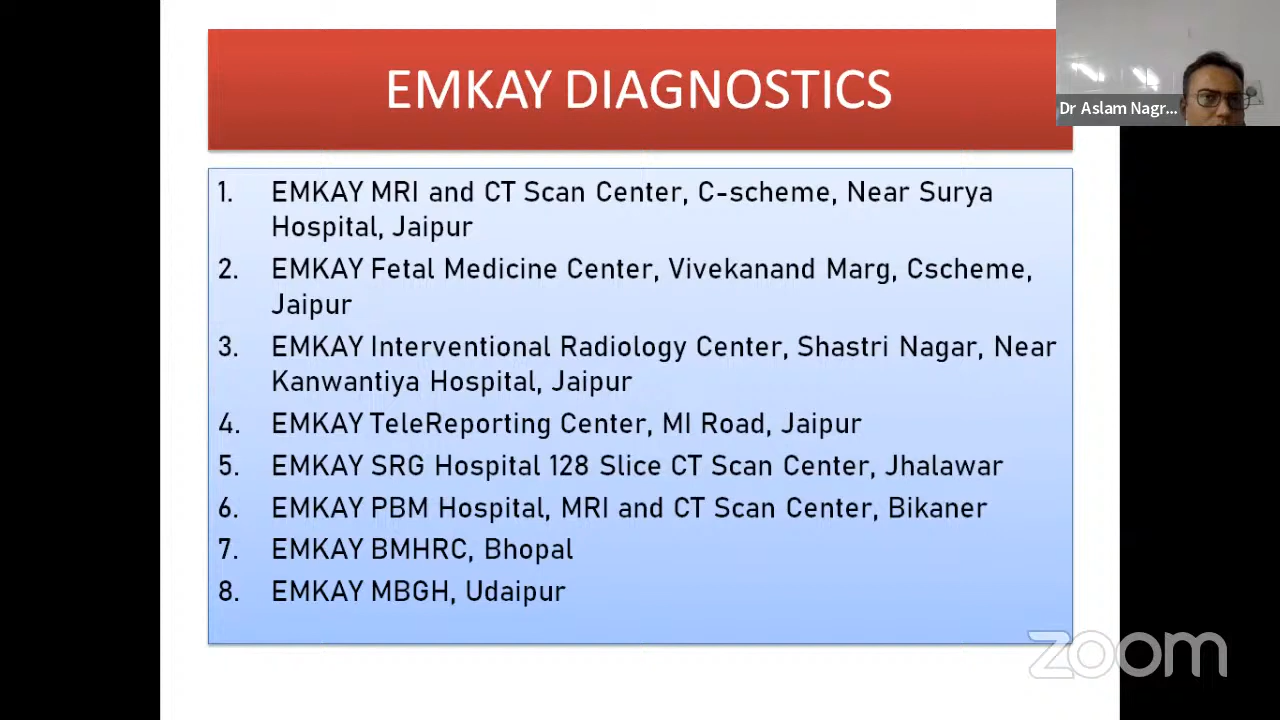 EMKAY DIAGNOSTICS
Dr Aslam Nagr...
1. EMKAY MRI and CT Scan Center, C-scheme, Near Surya
Hospital, Jaipur
2. EMKAY Fetal Medicine Center, Vivekanand Marg, Cscheme,
Jaipur
3. EMKAY Interventional Radiology Center, Shastri Nagar, Near
Kanwantiya Hospital, Jaipur
4. EMKAY TeleReporting Center, MI Road, Jaipur
5. EMKAY SRG Hospital 128 Slice CT Scan Center, Jhalawar
6. EMKAY PBM Hospital, MRI and CT Scan Center, Bikaner
7. EMKAY BMHRC, Bhopal
8. EMKAY MBGH, Udaipur
zoom